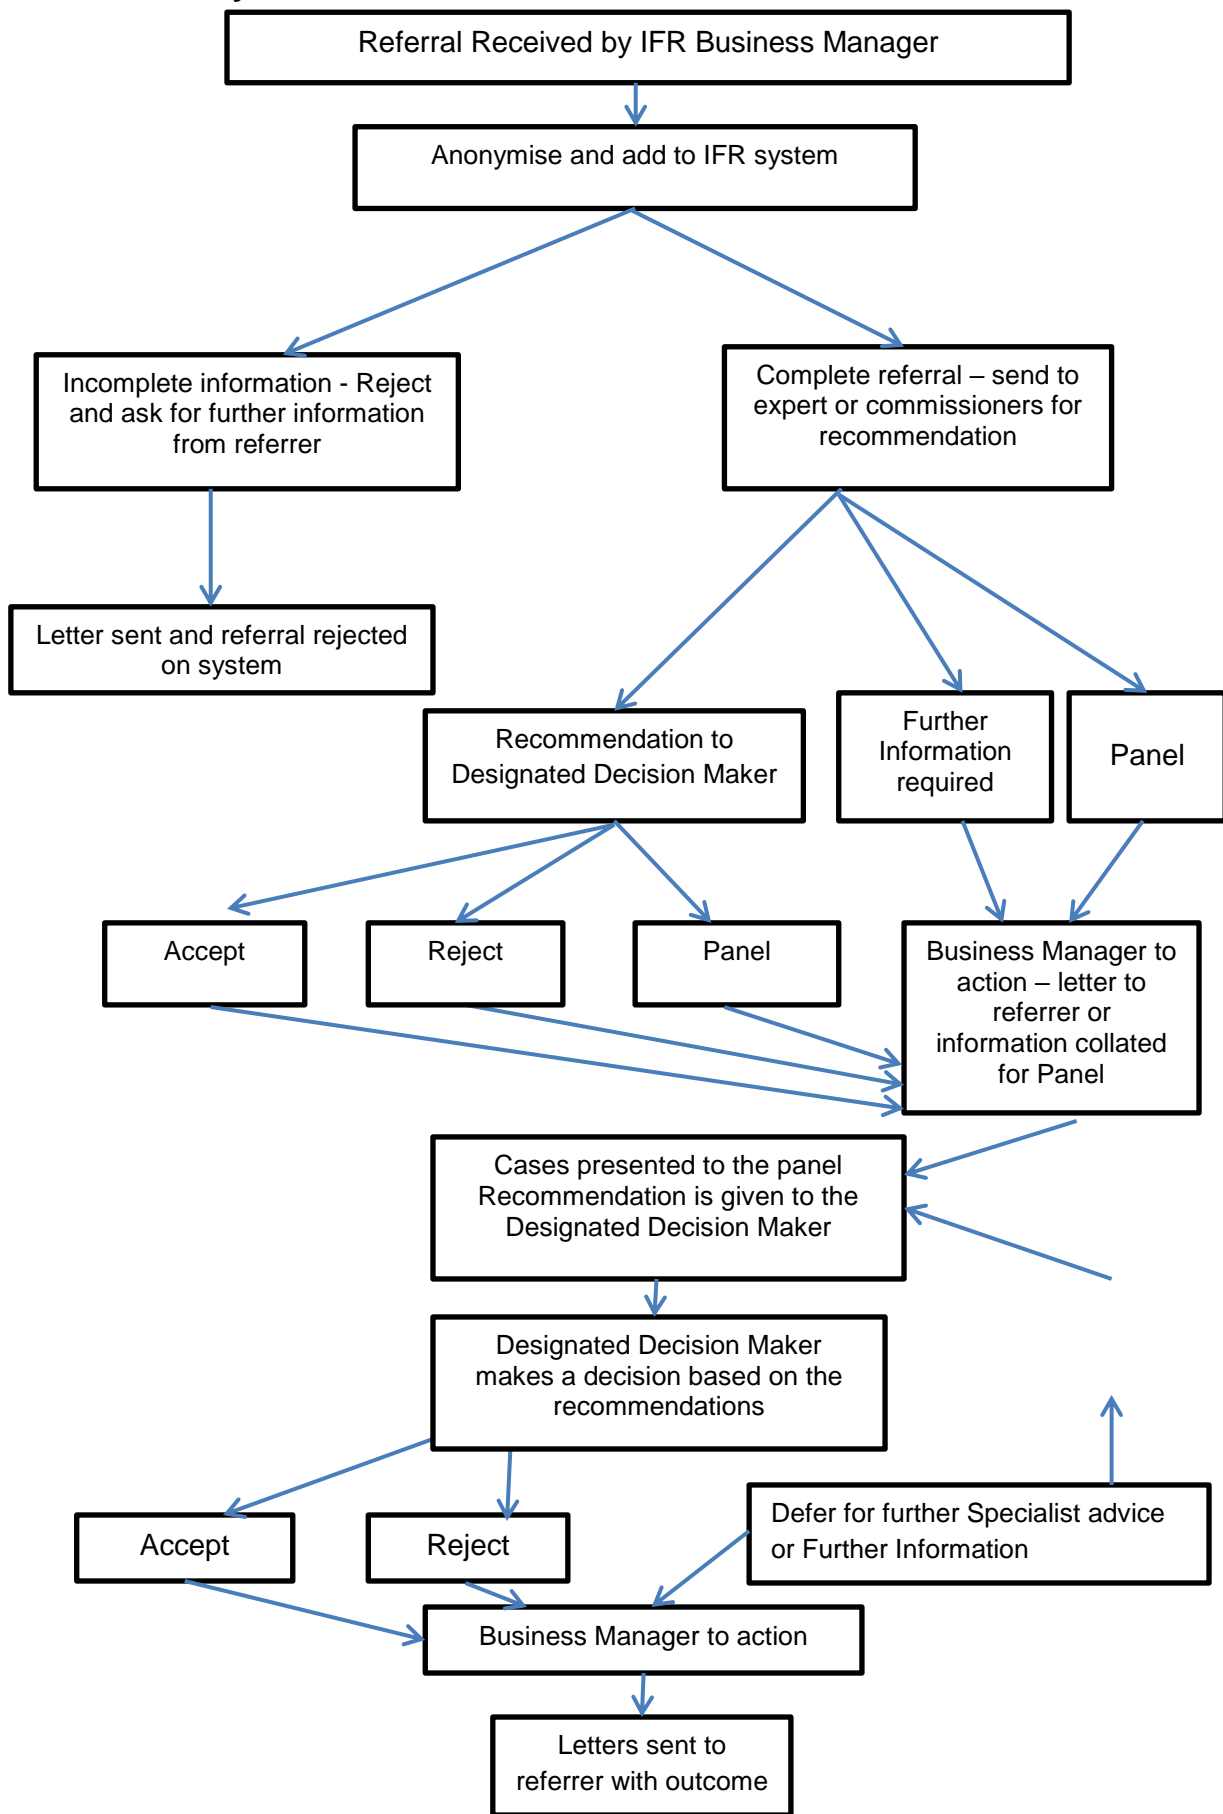 Referral Received by IFR Business Manager
Anonymise and add to IFR system
Incomplete information - Reject
and ask for further information
from referrer
Complete referral – send to
expert or commissioners for
recommendation
Letter sent and referral rejected
on system
Recommendation to
Designated Decision Maker
Further
Information
required
Panel
Accept
Reject
Panel
Business Manager to
action – letter to
referrer or
information collated
for Panel
Cases presented to the panel
Recommendation is given to the
Designated Decision Maker
Designated Decision Maker
makes a decision based on the
recommendations
Accept
Reject
Defer for further Specialist advice
or Further Information
Business Manager to action
Letters sent to
referrer with outcome